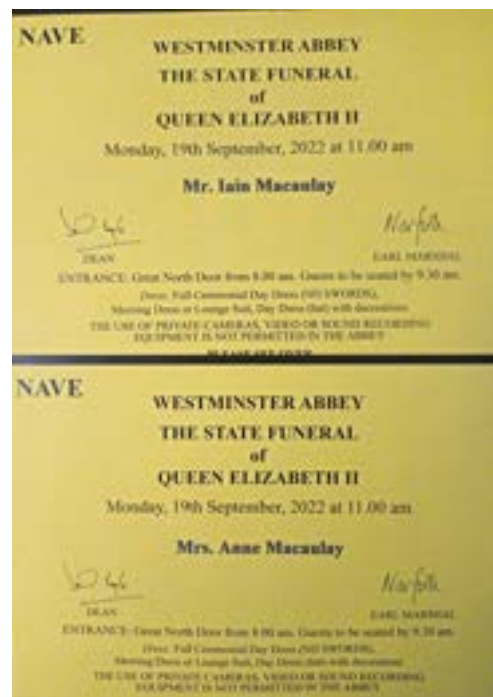 NAVE
WESTMINSTER ABBEY
THE STATE FUNERAL
of
QUEEN ELIZABETH II
Monday, 19th September, 2022 at 11.00 am
Mr. Iain Macaulay
Norfolk
DEAN
EARL MARSHAL
ENTRANCE: Great North Door from 8.00 am. Guests to be seated by 9.30 am.
Dress: Full Ceremonial Day Dress (NO SWORDS),
Morning Dress or Lounge Suit, Day Dress (hat) with decorations
THE USE OF PRIVATE CAMERAS, VIDEO OR SOUND RECORDING
EQUIPMENT IS NOT PERMITTED IN THE ABBEY
NAVE
WESTMINSTER ABBEY
THE STATE FUNERAL
of
QUEEN ELIZABETH II
Monday, 19th September, 2022 at 11.00 am
Mrs. Anne Macaulay
Norfolk
DEAN
EARL MARSHAL
ENTRANCE: Great North Door from 8.00 am. Guests to be seated by 9.30 am.
Dress: Full Ceremonial Day Dress (NO SWORDS),
Morning Dress or Lounge Suit, Day Dress (hat) with decorations
THE USE OF PRIVATE CAMERAS, VIDEO OR SOUND RECORDING
EQUIPMENT IS NOT PERMITTED IN THE ABBEY